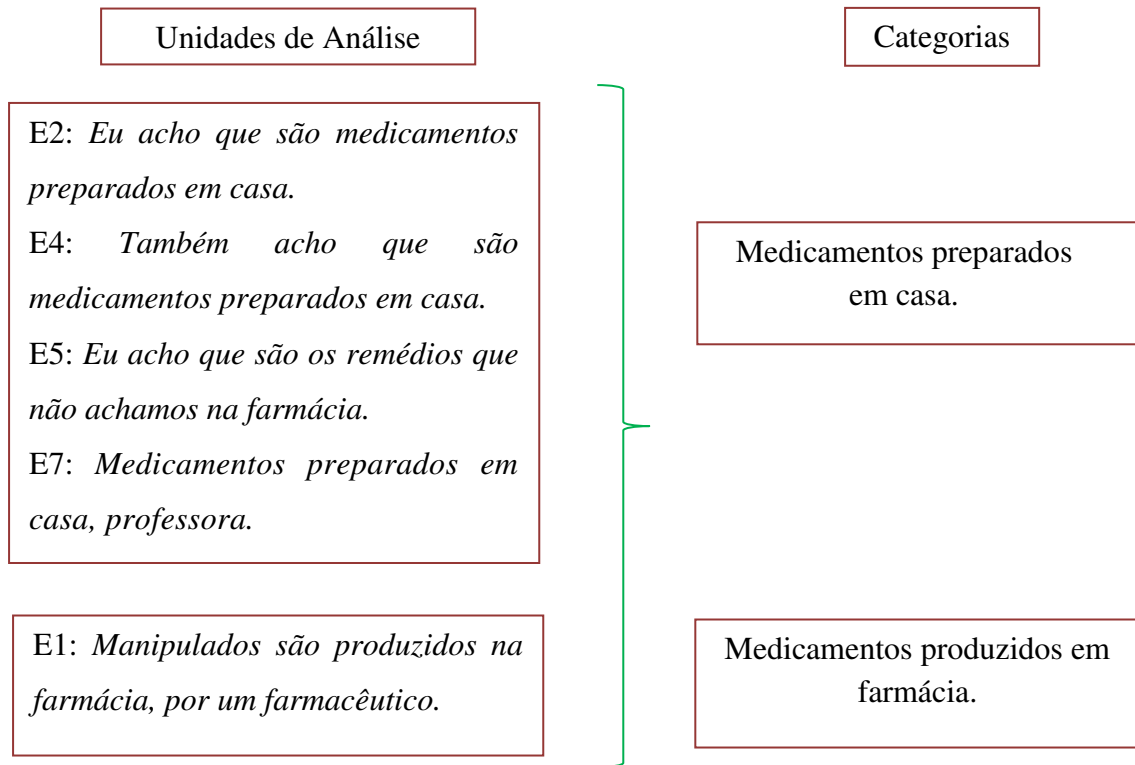 Unidades de Análise
Categorias
E2: Eu acho que são medicamentos
preparados em casa.
E4: Também acho que são
medicamentos preparados em casa.
E5: Eu acho que são os remédios que
não achamos na farmácia.
E7: Medicamentos preparados em
casa, professora.
Medicamentos preparados
em casa.
E1: Manipulados são produzidos na
farmácia, por um farmacêutico.
Medicamentos produzidos em
farmácia.